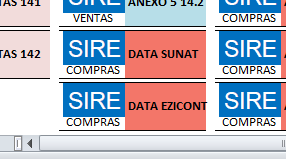 TAS 141
SIRE
VENTAS
ANEXO 5 14.2
SIRE
COMPRAS
TAS 142
SIRE
COMPRAS
DATA SUNAT
SIRE
COMPRAS
SIRE
COMPRAS
DATA EZICONT
SIRE
COMPRAS